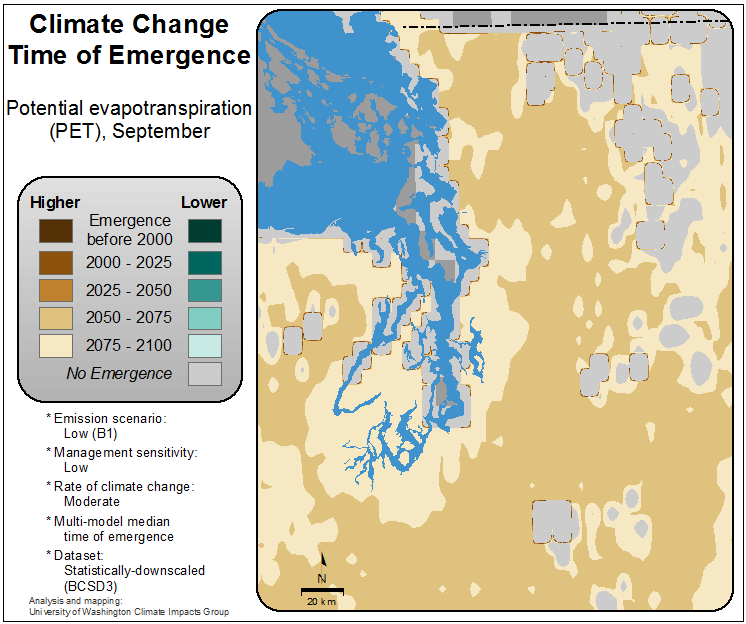 Climate Change
Time of Emergence
Potential evapotranspiration
(PET), September
Higher
Lower
Emergence
before 2000
2000 - 2025
2025 - 2050
2050 - 2075
2075 - 2100
No Emergence
* Emission scenario:
Low (B1)
* Management sensitivity:
Low
* Rate of climate change:
Moderate
* Multi-model median
time of emergence
* Dataset:
Statistically-downscaled
(BCSD3)
Analysis and mapping:
University of Washington Climate Impacts Group
N
20 km